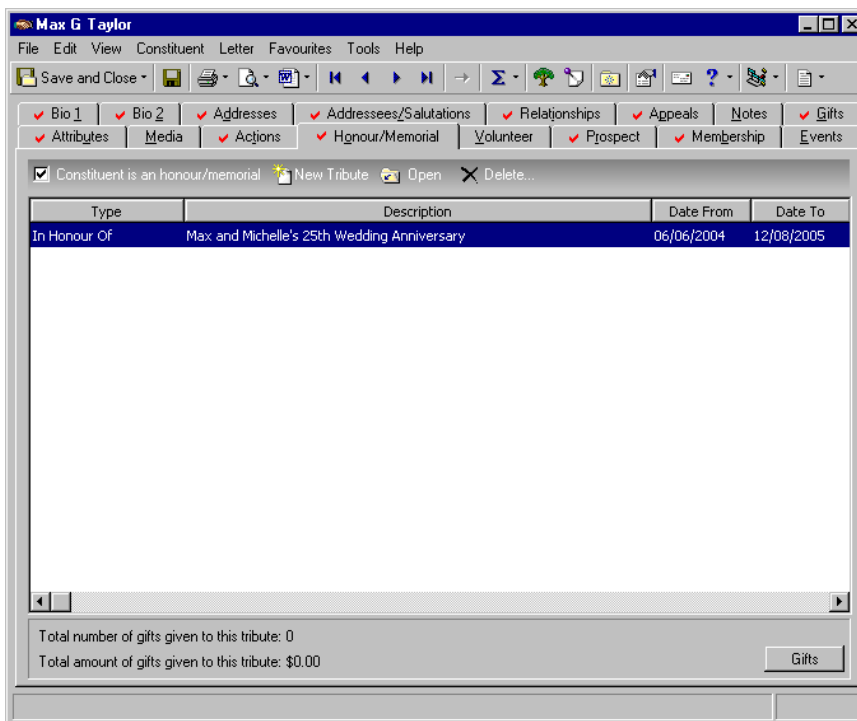 Max G Taylor
File Edit View Constituent Letter Favourites Tools Help
Save and Close
Bio 1 Bio 2 Addresses Addressees/Salutations Relationships Appeals Notes Gifts
Attributes Media Actions Honour/Memorial Volunteer Prospect Membership Events
Constituent is an honour/memorial New Tribute Open Delete...
Type Description Date From Date To
In Honour Of Max and Michelle's 25th Wedding Anniversary 06/06/2004 12/08/2005
Total number of gifts given to this tribute: 0
Total amount of gifts given to this tribute: $0.00
Gifts